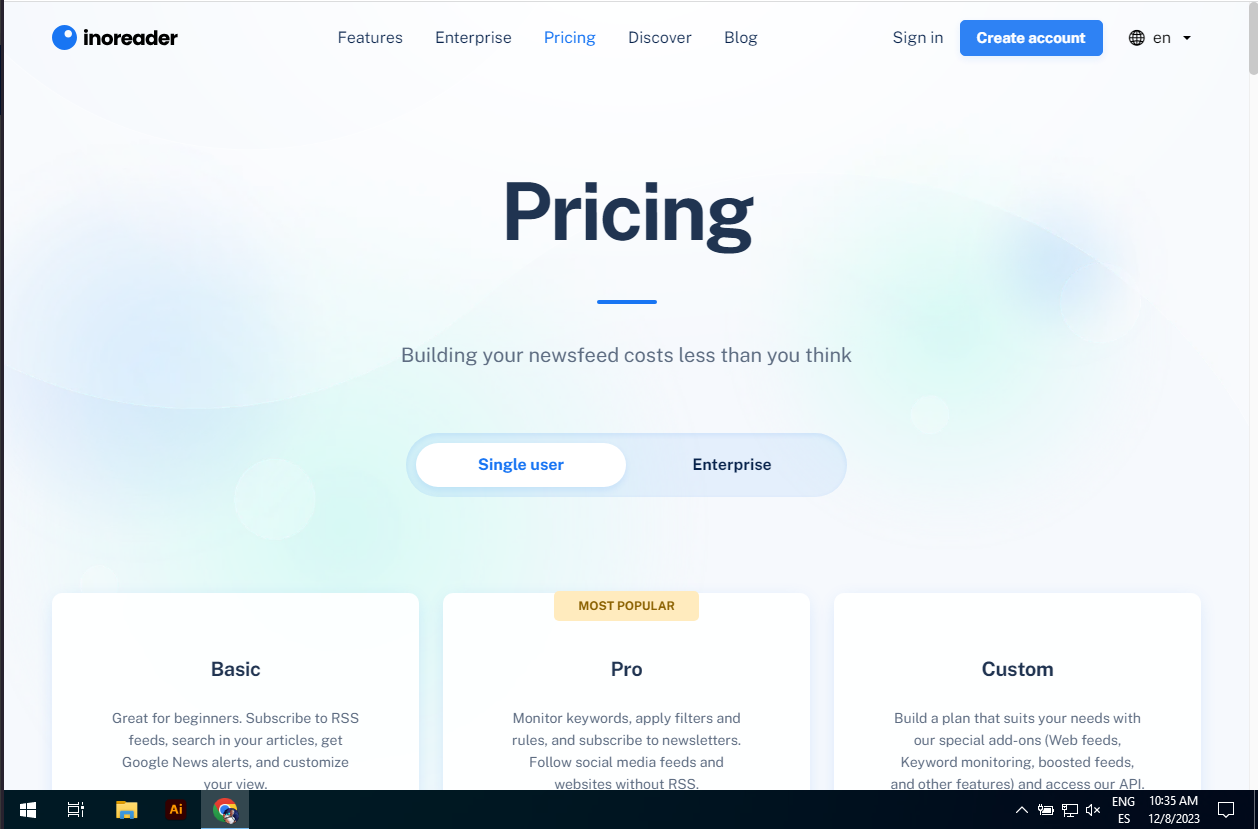 inoreader
Features
Enterprise
Pricing
Discover
Blog
Sign in
Create account
en
Pricing
Building your newsfeed costs less than you think
Single user
Enterprise
Basic
Great for beginners. Subscribe to RSS
feeds, search in your articles, get
Google News alerts, and customize
your view.
MOST POPULAR
Pro
Monitor keywords, apply filters and
rules, and subscribe to newsletters.
Follow social media feeds and
websites without RSS.
Custom
Build a plan that suits your needs with
our special add-ons (Web feeds,
Keyword monitoring, boosted feeds,
and other features) and access our API.
Ai
ENG
ES
10:35 AM
12/8/2023